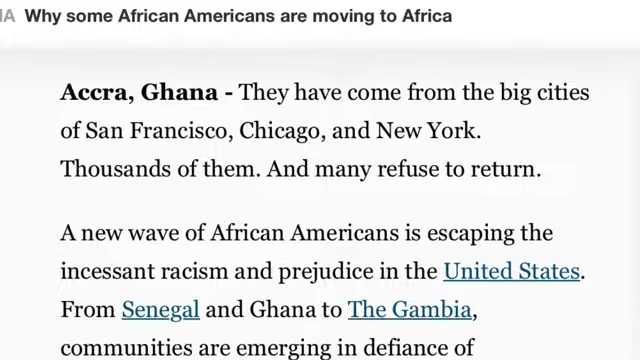 IA Why some African Americans are moving to Africa
Accra, Ghana - They have come from the big cities
of San Francisco, Chicago, and New York.
Thousands of them. And many refuse to return.
A new wave of African Americans is escaping the
incessant racism and prejudice in the United States.
From Senegal and Ghana to The Gambia,
communities are emerging in defiance of